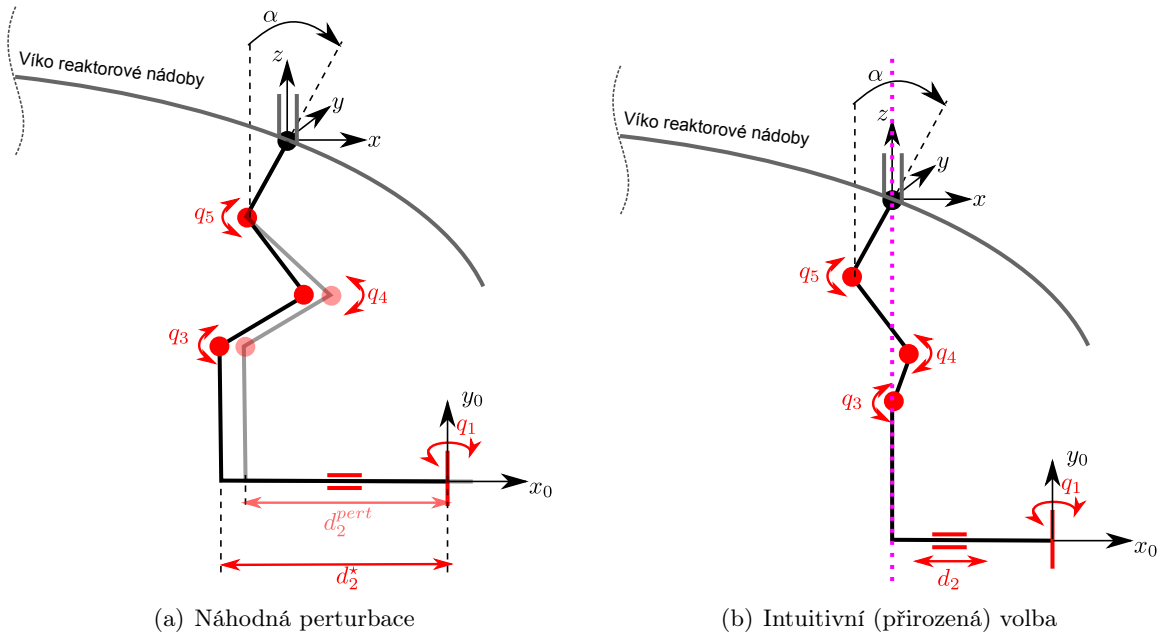 α
z
Víko reaktorové nádoby
y
x
q₅
q₄
q₃
y₀
q₁
x₀
d₂ᵖᵉʳᵗ
d₂*
(a) Náhodná perturbace
α
z
Víko reaktorové nádoby
y
x
q₅
q₄
q₃
y₀
q₁
x₀
d₂
(b) Intuitivní (přirozená) volba